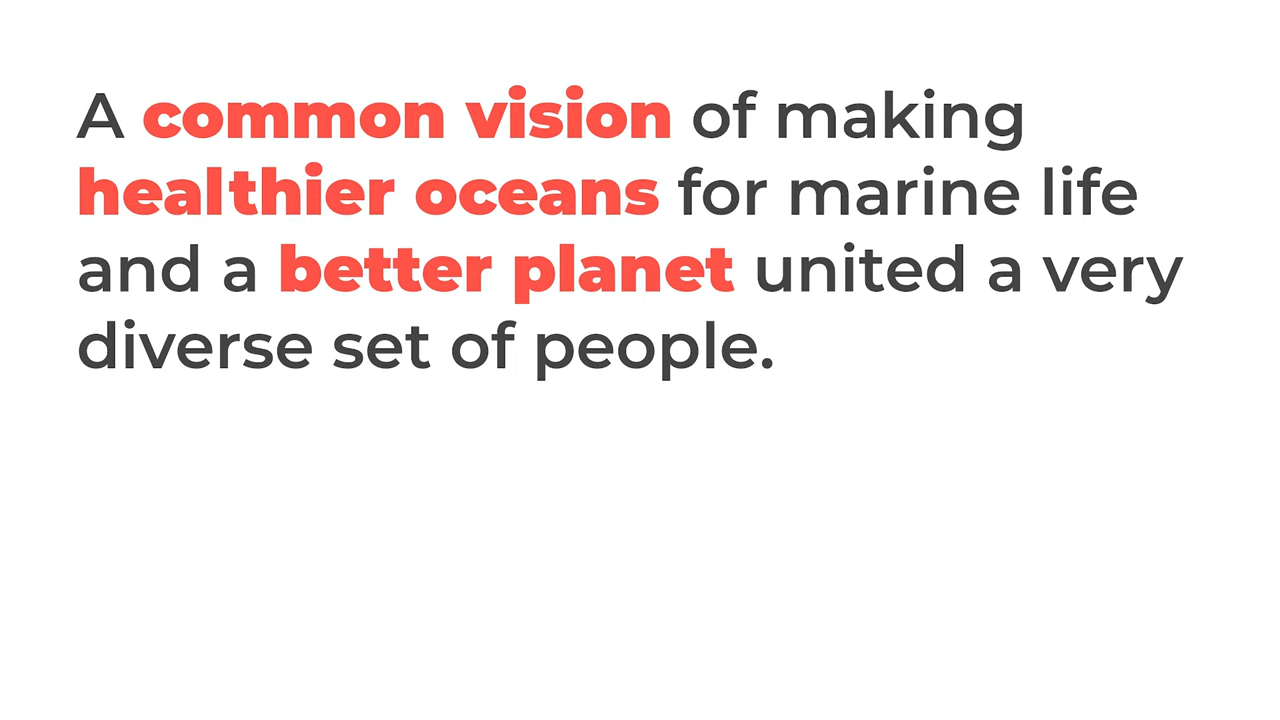 A common vision of making
healthier oceans for marine life
and a better planet united a very
diverse set of people.